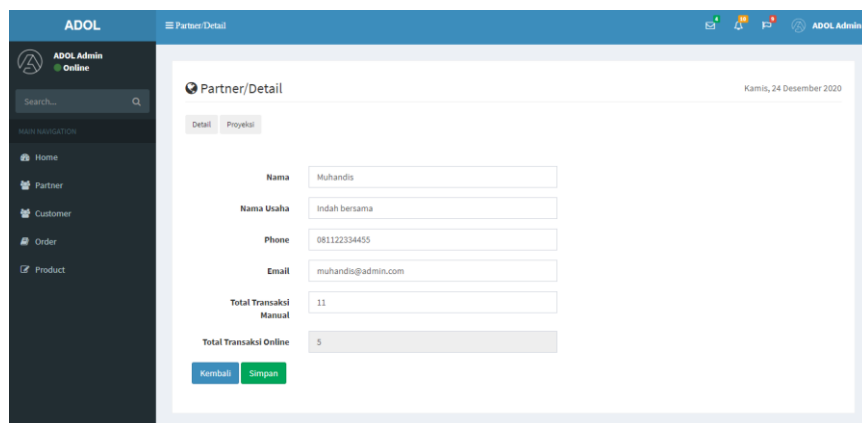 ADOL
Partner/Detail
4
10
9
ADOL Admin
ADOL Admin
Online
Search...
MAIN NAVIGATION
Home
Partner
Customer
Order
Product
Partner/Detail
Kamis, 24 Desember 2020
Detail Proyeksi
Nama Muhandis
Nama Usaha Indah bersama
Phone 081122334455
Email muhandis@admin.com
Total Transaksi 11
Manual
Total Transaksi Online 5
Kembali Simpan